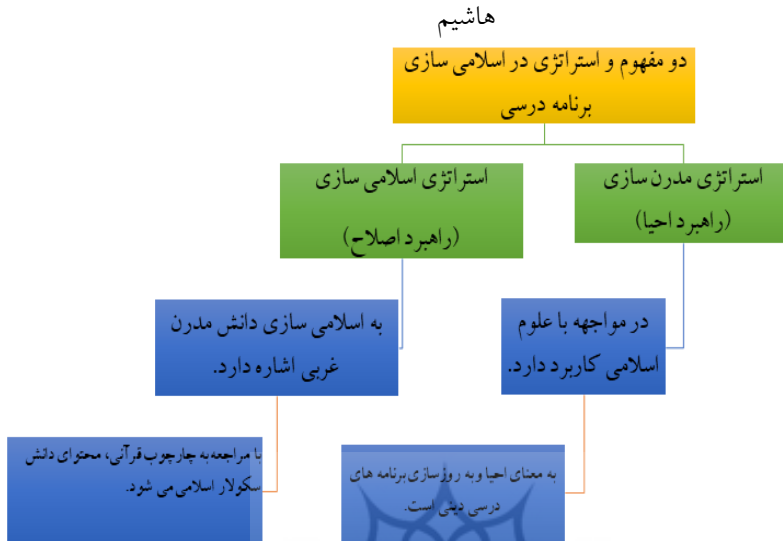 هاشیم
دو مفهوم و استراتژی در اسلامی سازی
برنامه درسی
استراتژی مدرن سازی
(راهبرد احیا)
استراتژی اسلامی سازی
(راهبرد اصلاح)
در مواجهه با علوم
اسلامی کاربرد دارد.
به اسلامی سازی دانش مدرن
غربی اشاره دارد.
به معنای احیا وبه روزسازی برنامه های
درسی دینی است.
با مراجعه به چارچوب قرآنی، محتوای دانش
سکولار اسلامی می شود.